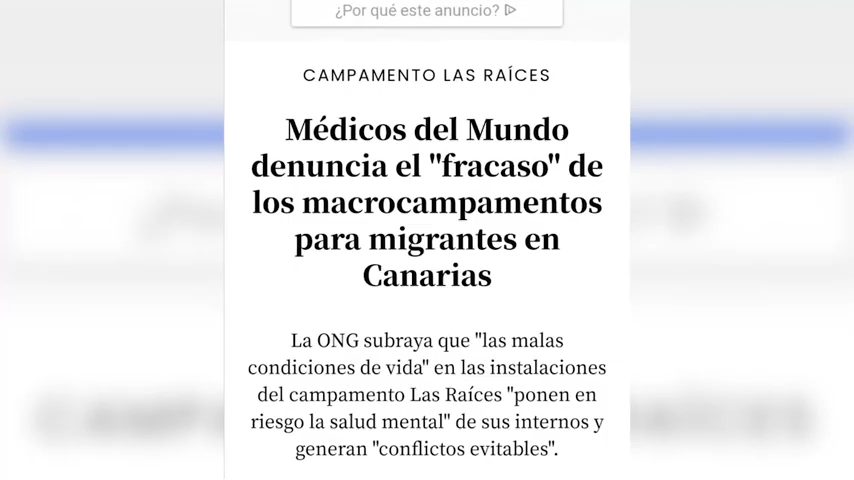 ¿Por qué este anuncio?
CAMPAMENTO LAS RAÍCES
Médicos del Mundo
denuncia el "fracaso" de
los macrocampamentos
para migrantes en
Canarias
La ONG subraya que "las malas
condiciones de vida" en las instalaciones
del campamento Las Raíces "ponen en
riesgo la salud mental" de sus internos y
generan "conflictos evitables".